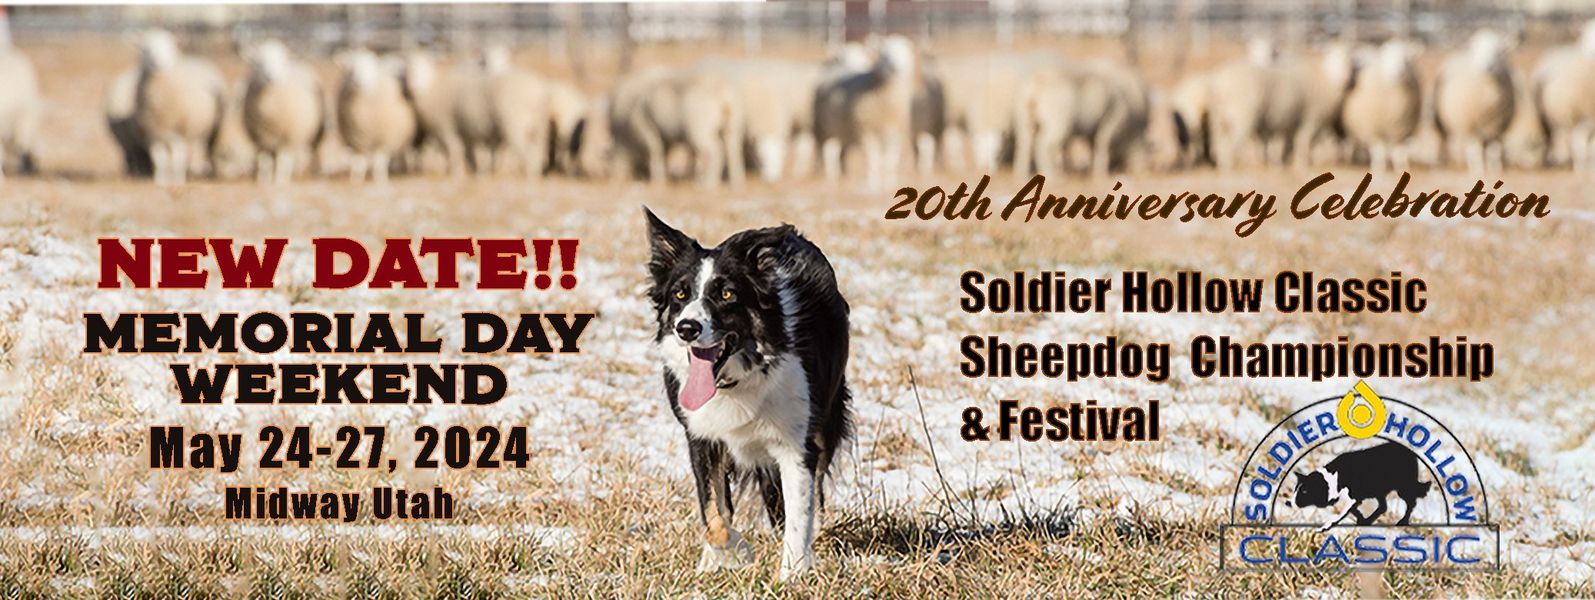 NEW DATE!!
MEMORIAL DAY
WEEKEND
May 24-27, 2024
Midway Utah
20th Anniversary Celebration
Soldier Hollow Classic
Sheepdog Championship
& Festival
SOLDIER HOLLOW
CLASSIC